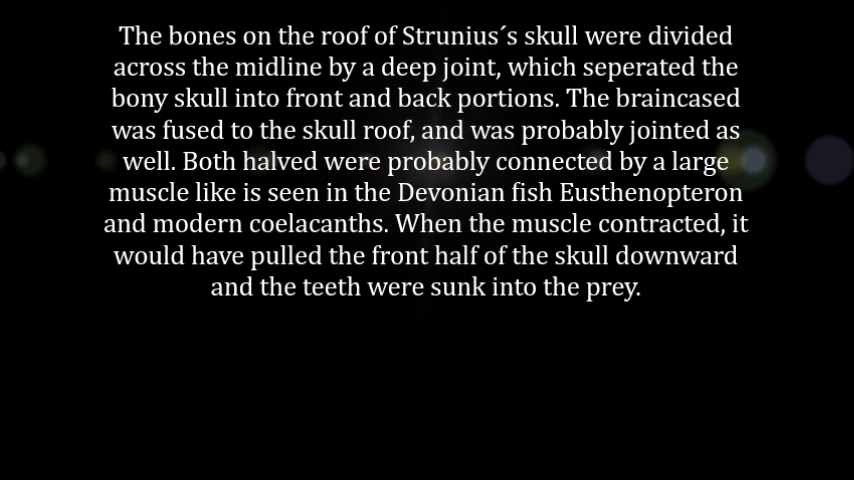 The bones on the roof of Strunius´s skull were divided
across the midline by a deep joint, which seperated the
bony skull into front and back portions. The braincased
was fused to the skull roof, and was probably jointed as
well. Both halved were probably connected by a large
muscle like is seen in the Devonian fish Eusthenopteron
and modern coelacanths. When the muscle contracted, it
would have pulled the front half of the skull downward
and the teeth were sunk into the prey.